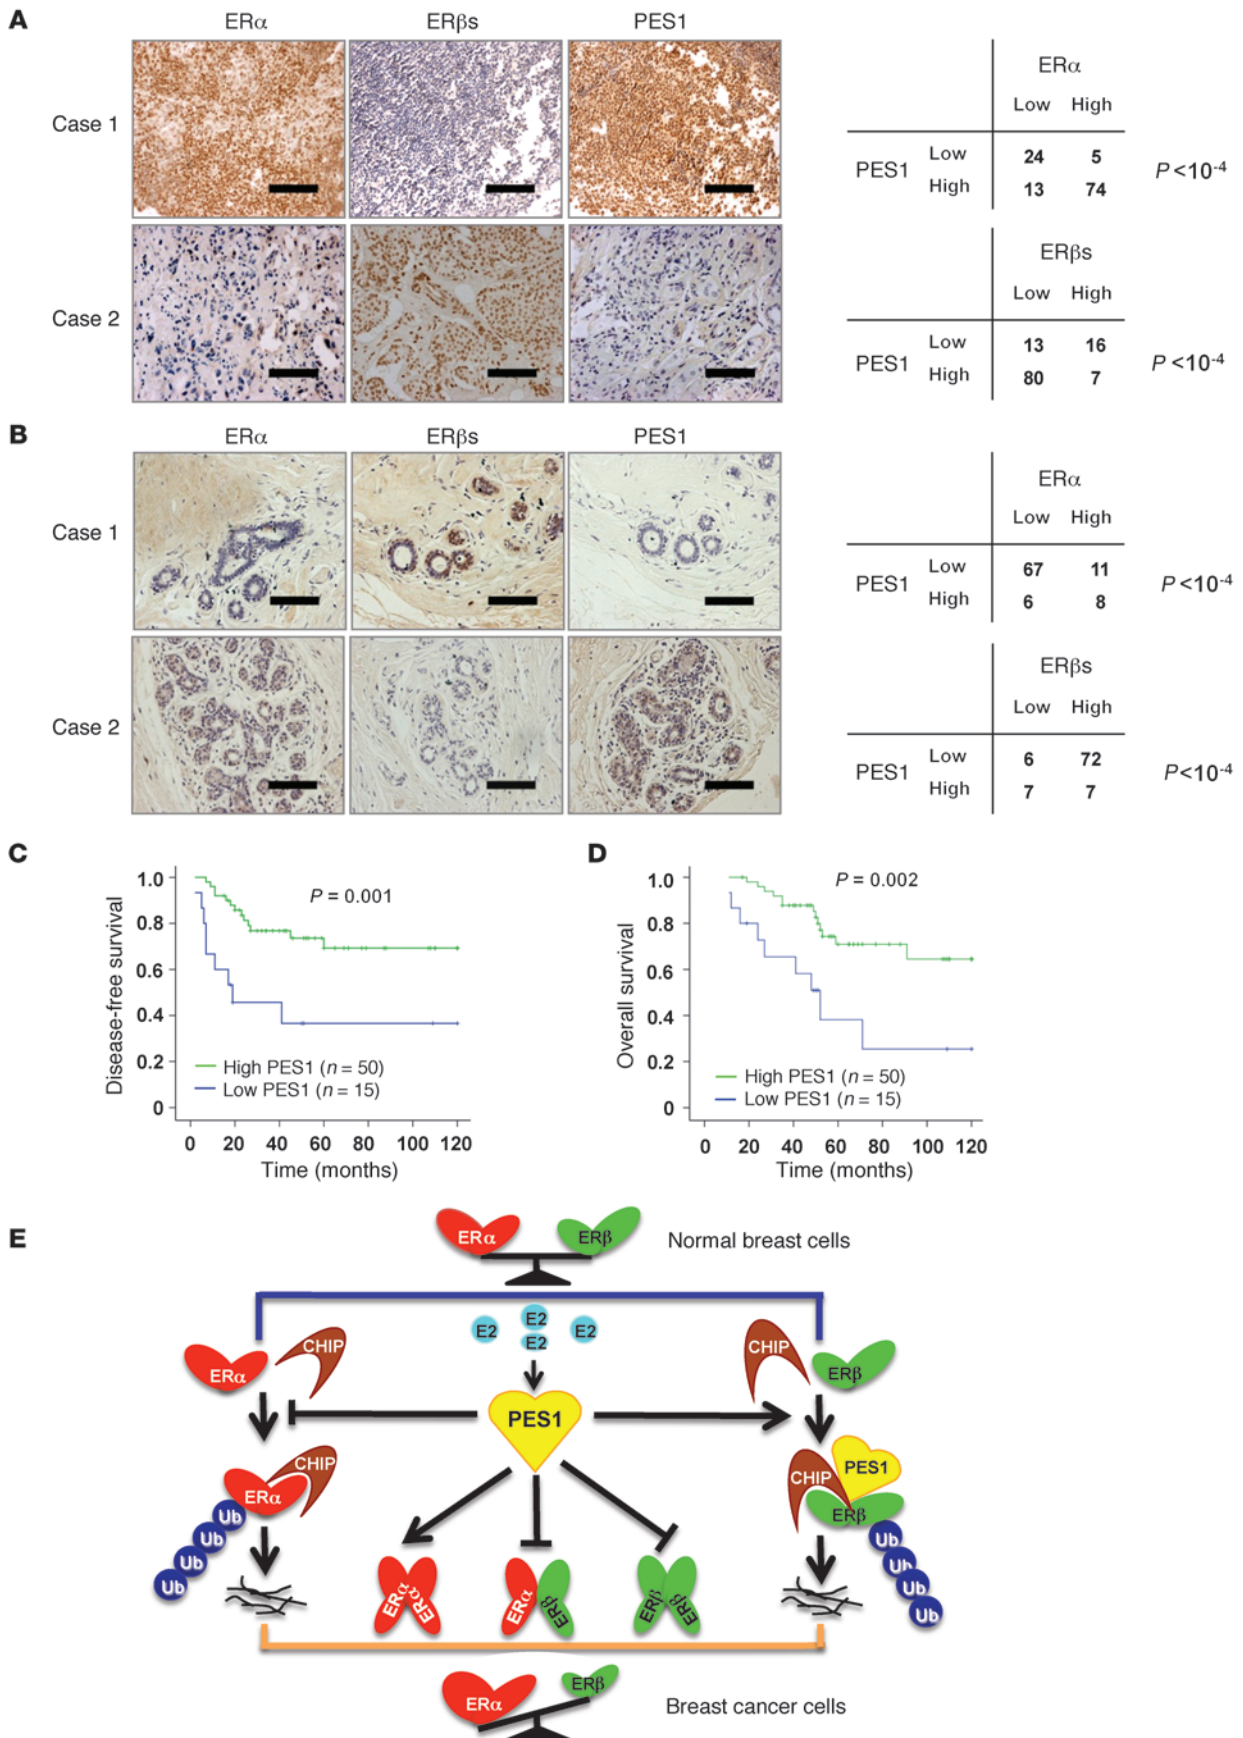 A
ERα ERβs PES1
Case 1
Case 2
ERα
Low High
PES1 Low 24 5
High 13 74
P <10-4
ERβs
Low High
PES1 Low 13 16
High 80 7
P <10-4
B
ERα ERβs PES1
Case 1
Case 2
ERα
Low High
PES1 Low 67 11
High 6 8
P <10-4
ERβs
Low High
PES1 Low 6 72
High 7 7
P<10-4
C
Disease-free survival
1.0
0.8
0.6
0.4
0.2
0
P = 0.001
High PES1 (n = 50)
Low PES1 (n = 15)
0 20 40 60 80 100 120
Time (months)
D
Overall survival
1.0
0.8
0.6
0.4
0.2
0
P = 0.002
High PES1 (n = 50)
Low PES1 (n = 15)
0 20 40 60 80 100 120
Time (months)
E
ERα ERβ Normal breast cells
E2 E2 E2 E2
ERα CHIP
CHIP ERβ
PES1
CHIP ERα
Ub Ub Ub Ub
CHIP PES1 ERβ
Ub Ub Ub Ub
ERα ERα
ERα ERβ
ERβ ERβ
ERα ERβ Breast cancer cells